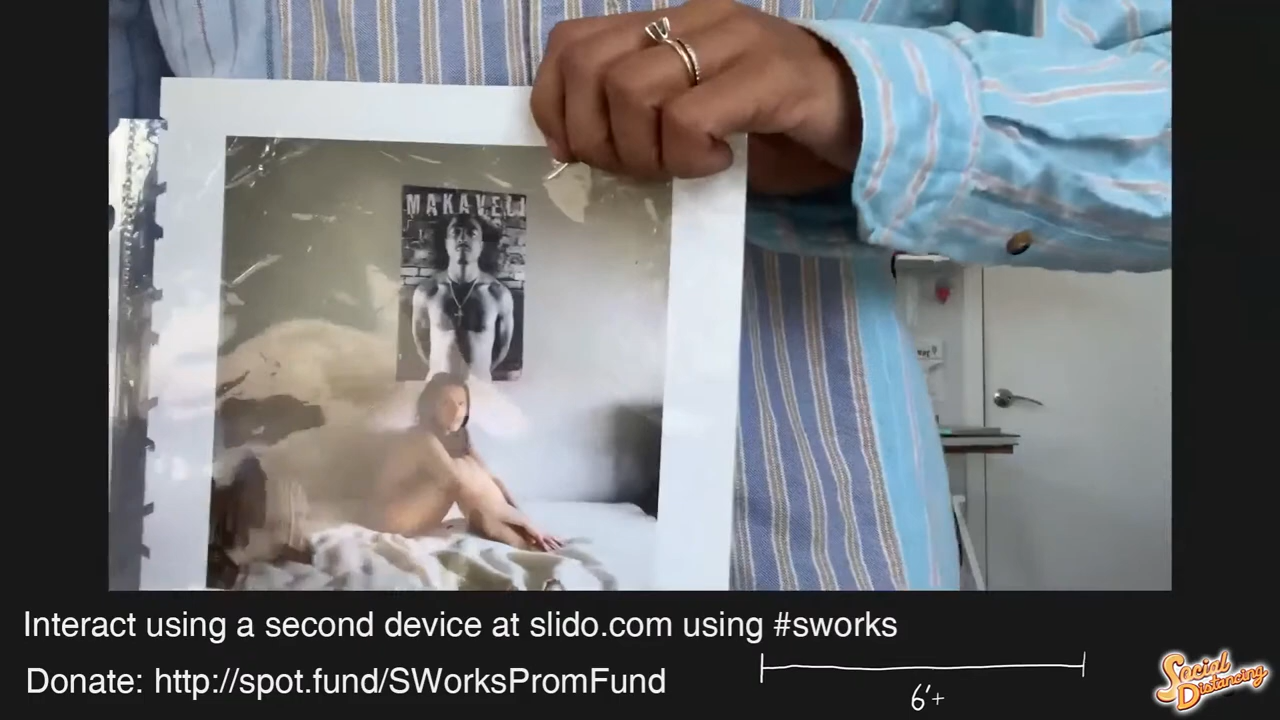 MAKAVELI
Interact using a second device at slido.com using #sworks
Donate: http://spot.fund/SWorksPromFund
6'+
Social
Distancing